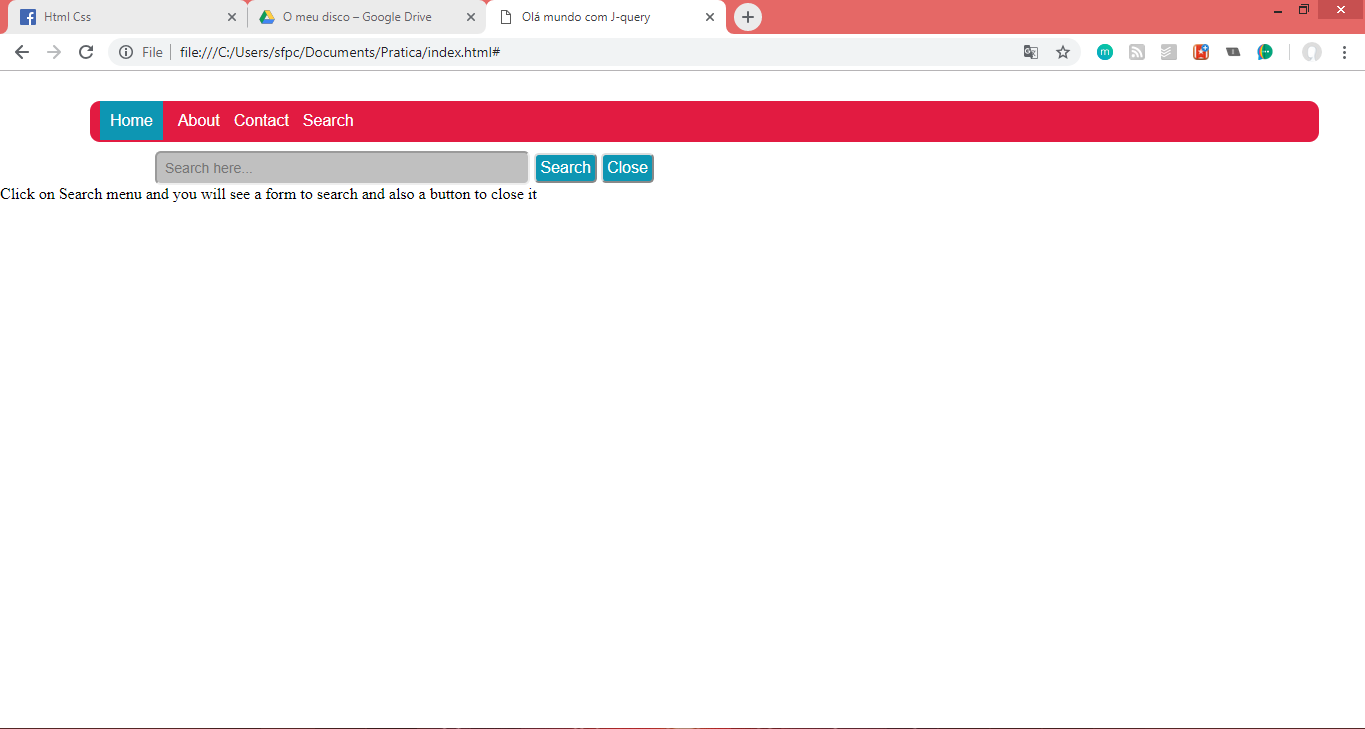 Html Css
O meu disco – Google Drive
Olá mundo com J-query
File file:///C:/Users/sfpc/Documents/Pratica/index.html#
Home About Contact Search
Search here... Search Close
Click on Search menu and you will see a form to search and also a button to close it